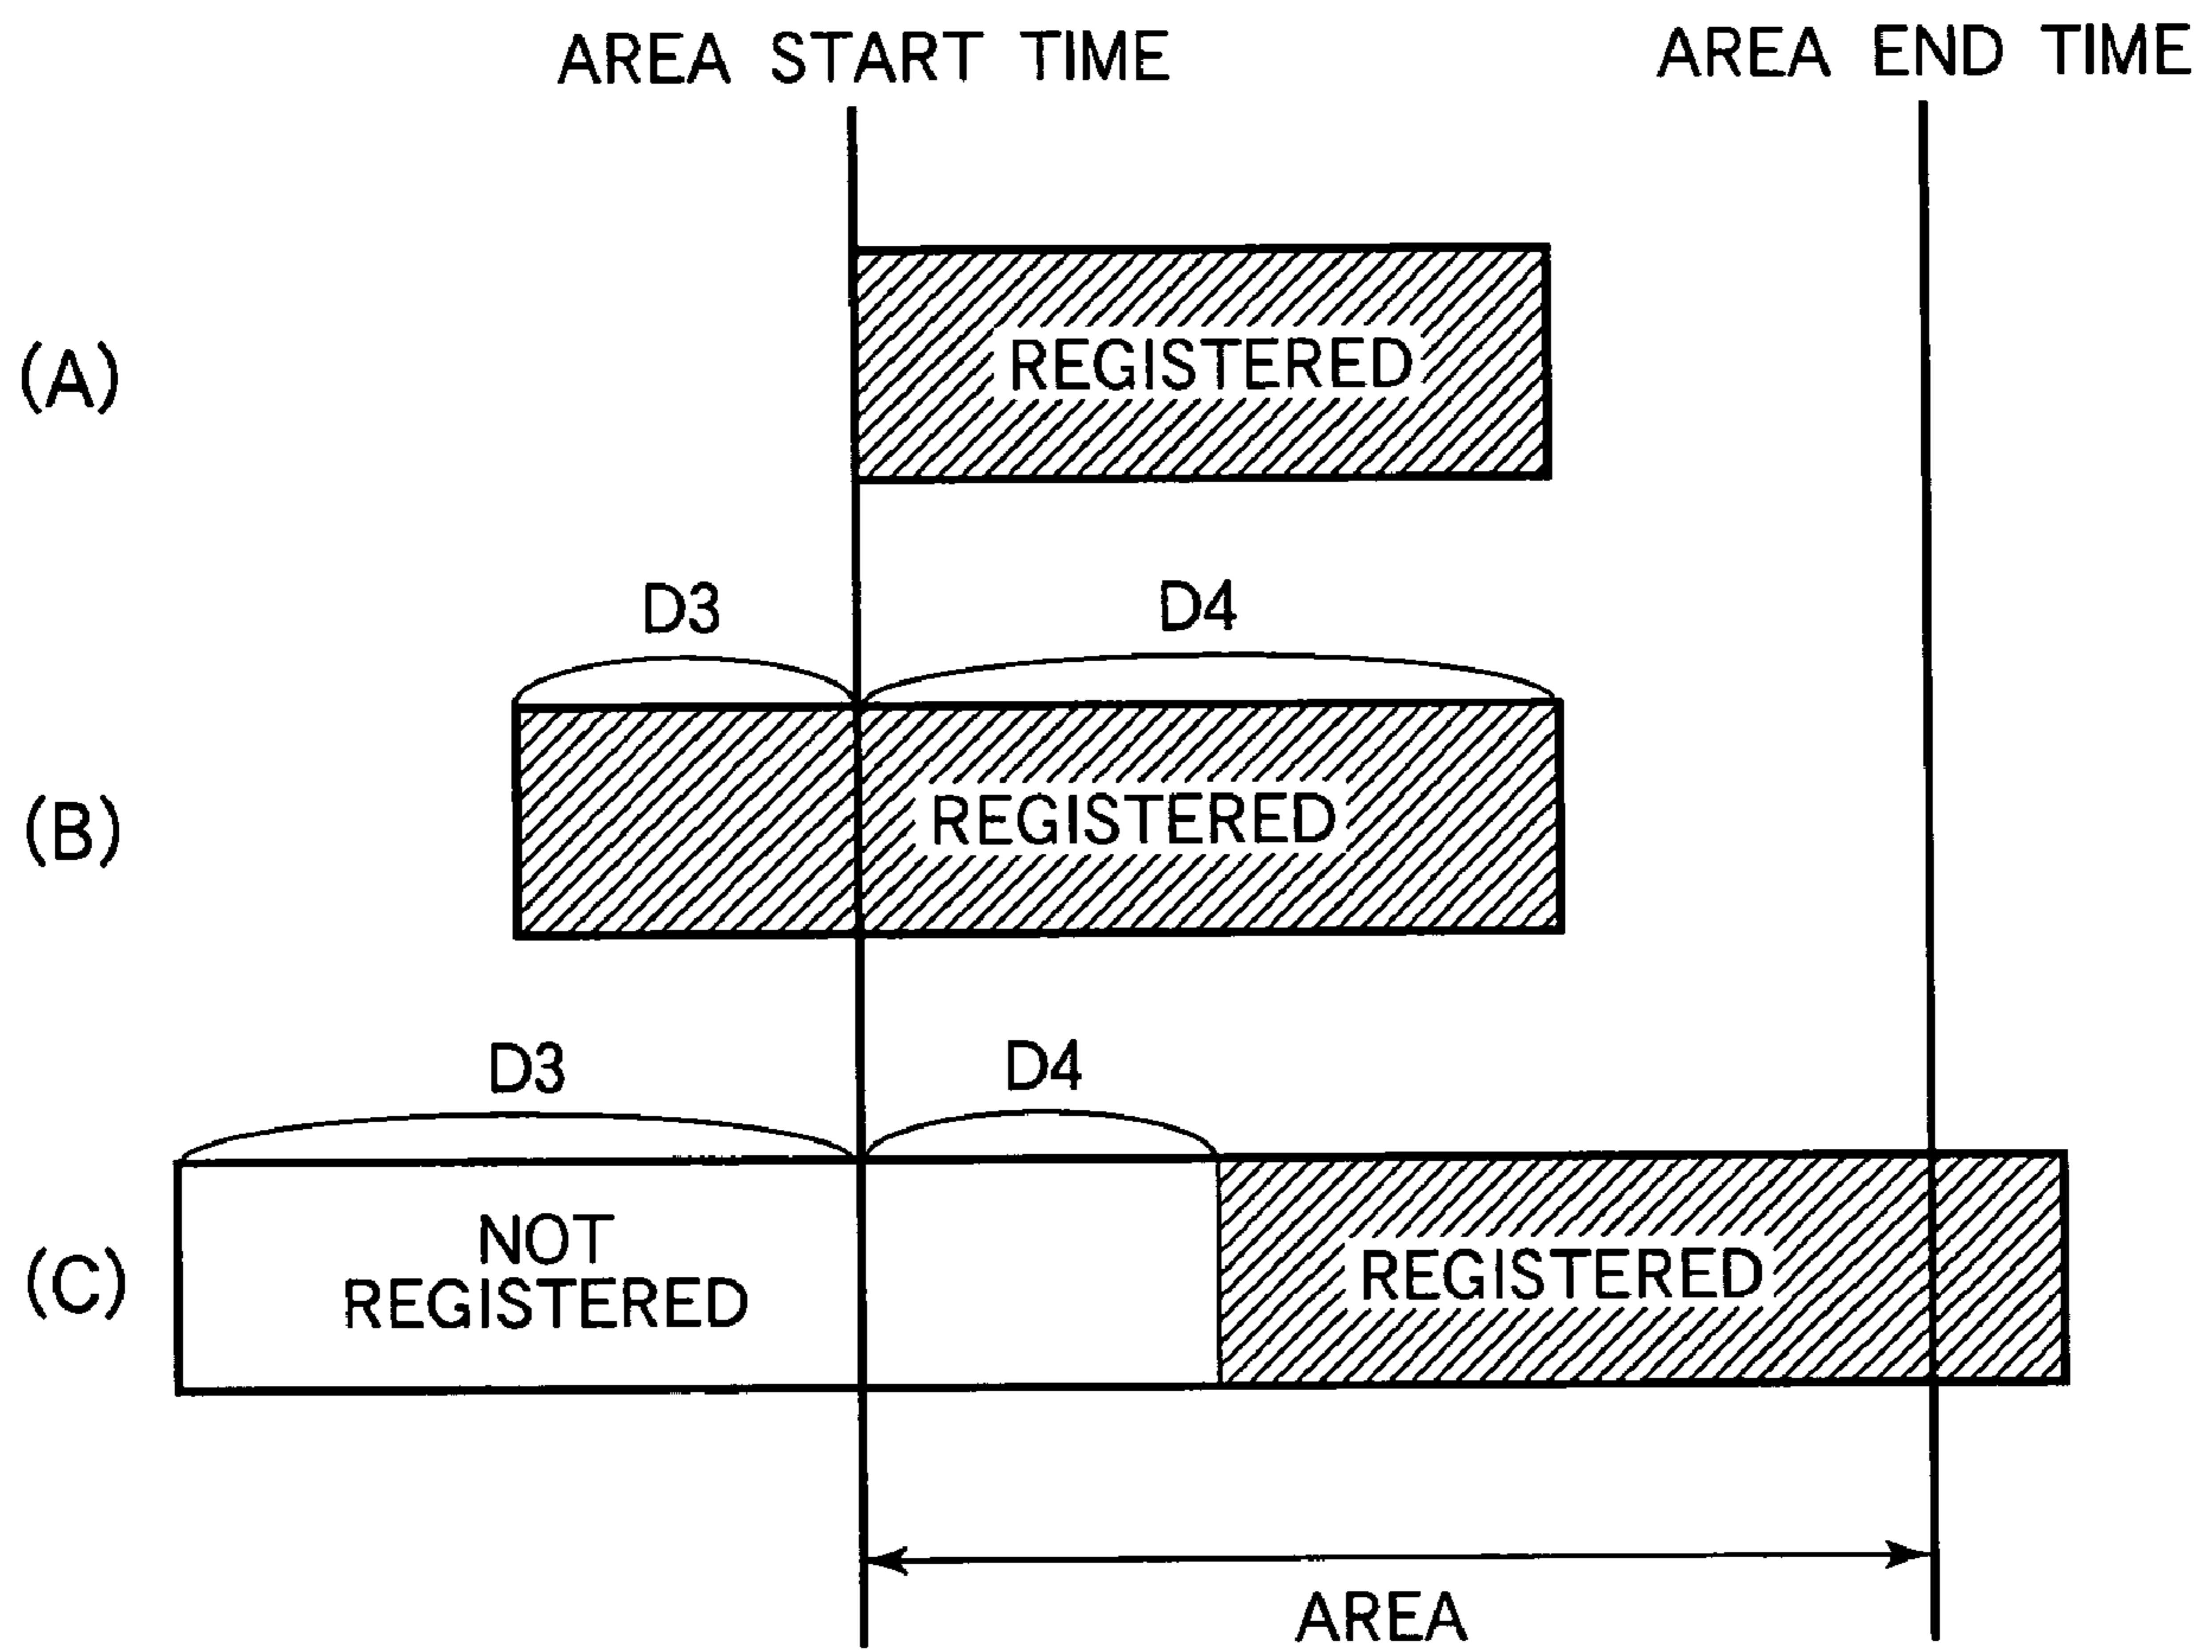 AREA START TIME
AREA END TIME
(A)
REGISTERED
D3
D4
(B)
REGISTERED
D3
D4
(C)
NOT
REGISTERED
REGISTERED
AREA